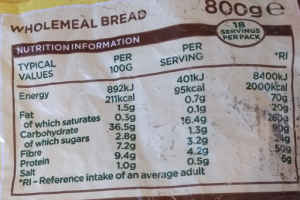 WHOLEMEAL BREAD 800g e
18 SERVINGS PER PACK
NUTRITION INFORMATION
TYPICAL VALUES PER 100G PER SERVING *RI
Energy 892kJ 401kJ 8400kJ
211kcal 95kcal 2000kcal
Fat 1.5g 0.7g 70g
of which saturates 0.3g 0.1g 20g
Carbohydrate 36.5g 16.4g 260g
of which sugars 2.8g 1.3g 90g
Fibre 7.2g 3.2g 24g
Protein 9.4g 4.2g 50g
Salt 1.0g 0.5g 6g
*RI - Reference intake of an average adult